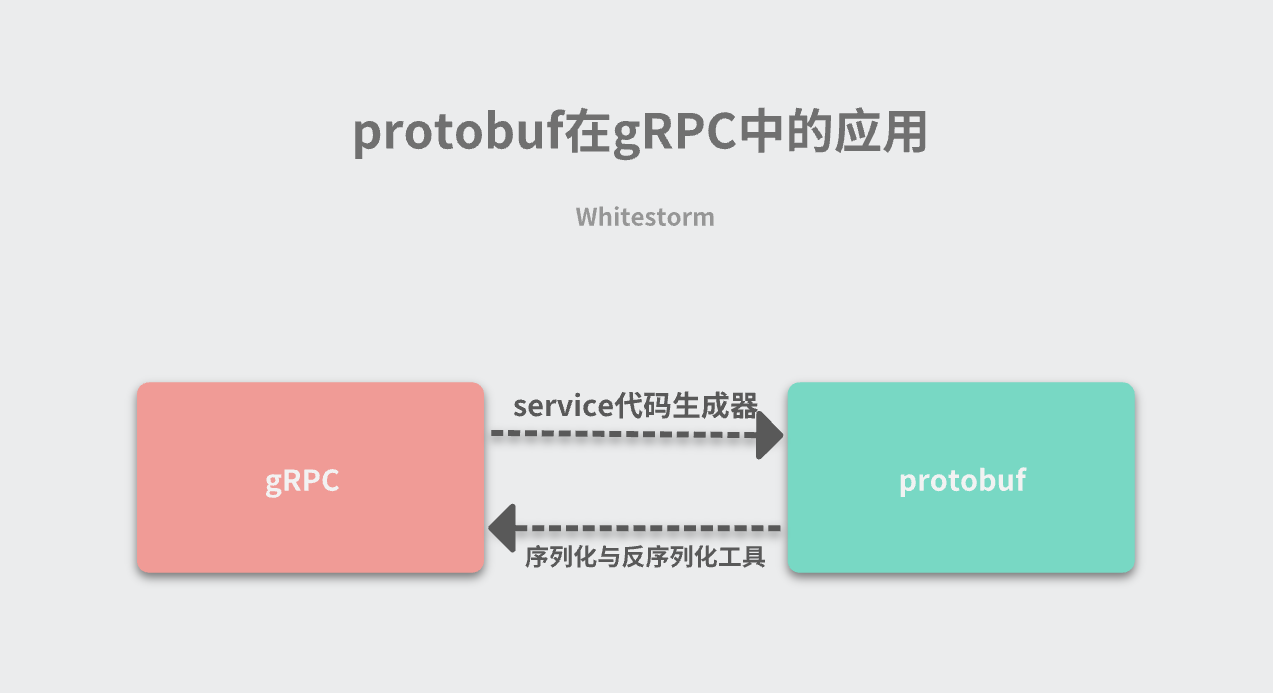 protobuf在gRPC中的应用
Whitestorm
service代码生成器
gRPC
protobuf
序列化与反序列化工具